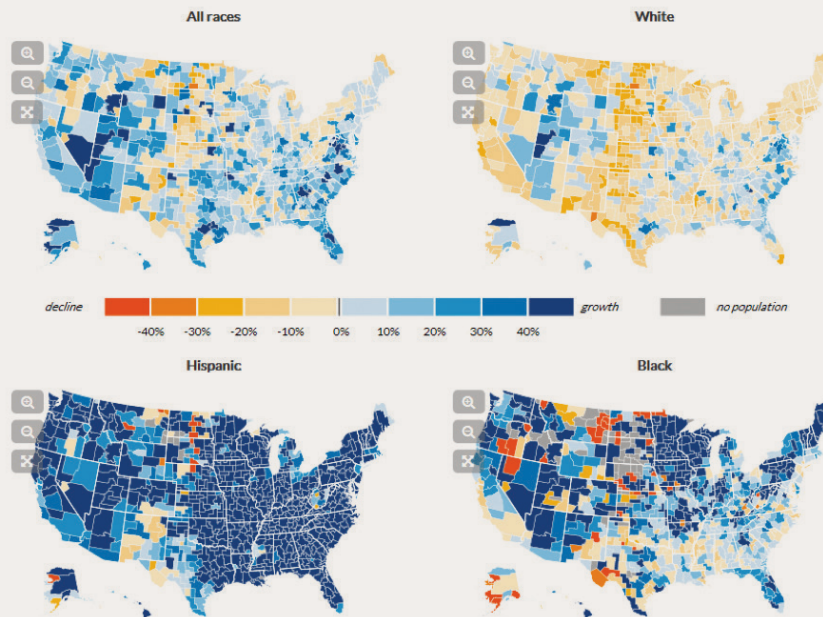 All races
White
decline
growth
no population
-40%
-30%
-20%
-10%
0%
10%
20%
30%
40%
Hispanic
Black